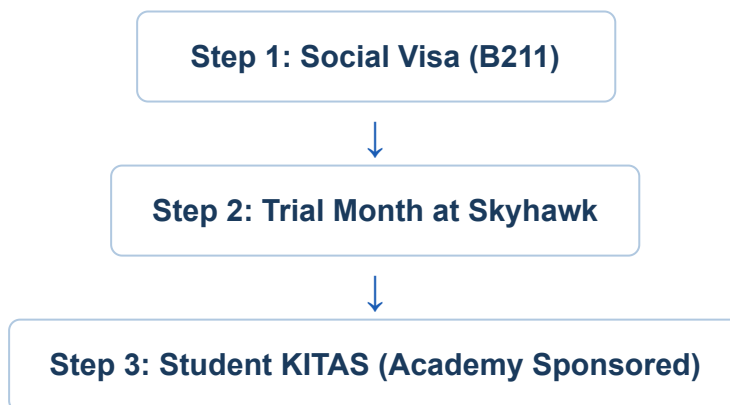 Step 1: Social Visa (B211)
↓
Step 2: Trial Month at Skyhawk
↓
Step 3: Student KITAS (Academy Sponsored)